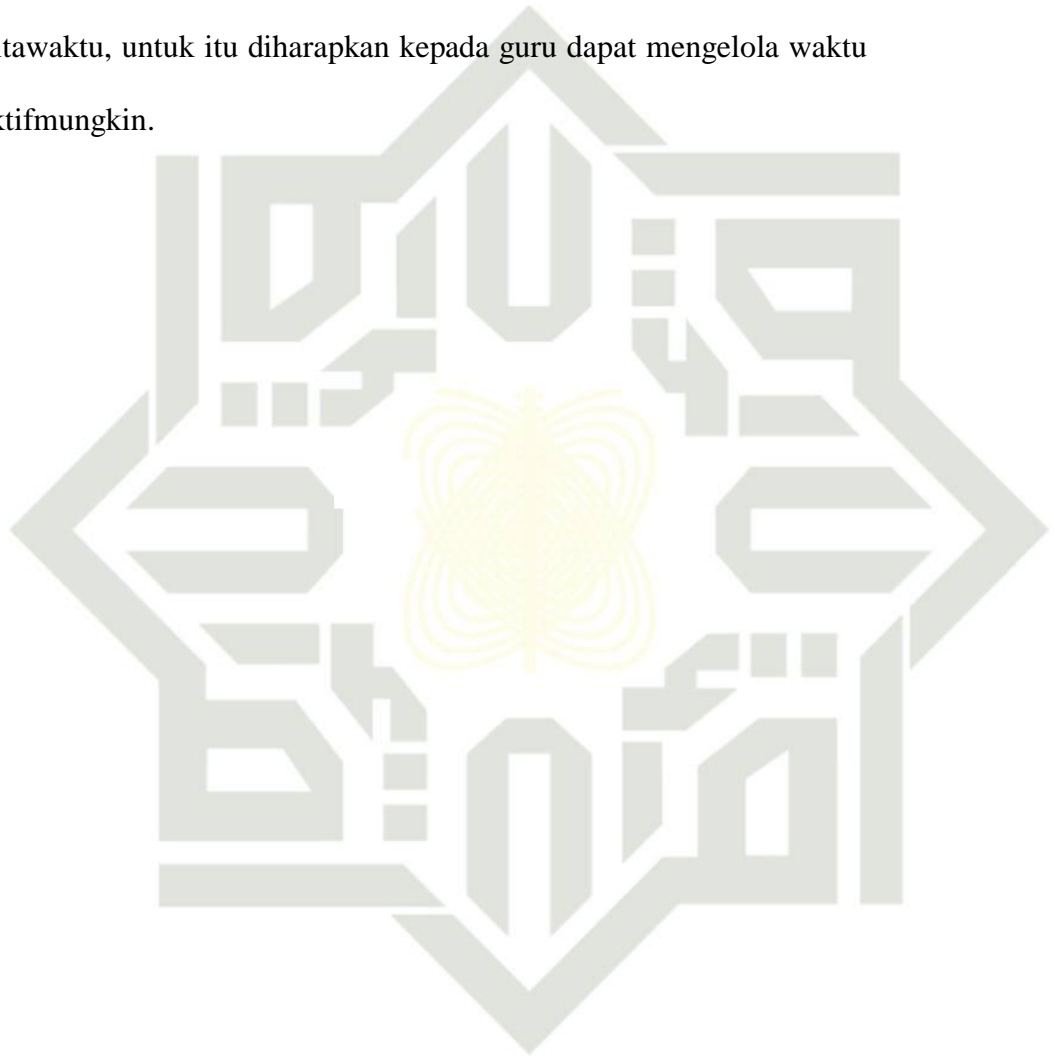 tawaktu, untuk itu diharapkan kepada guru dapat mengelola waktu
ktifmungkin.